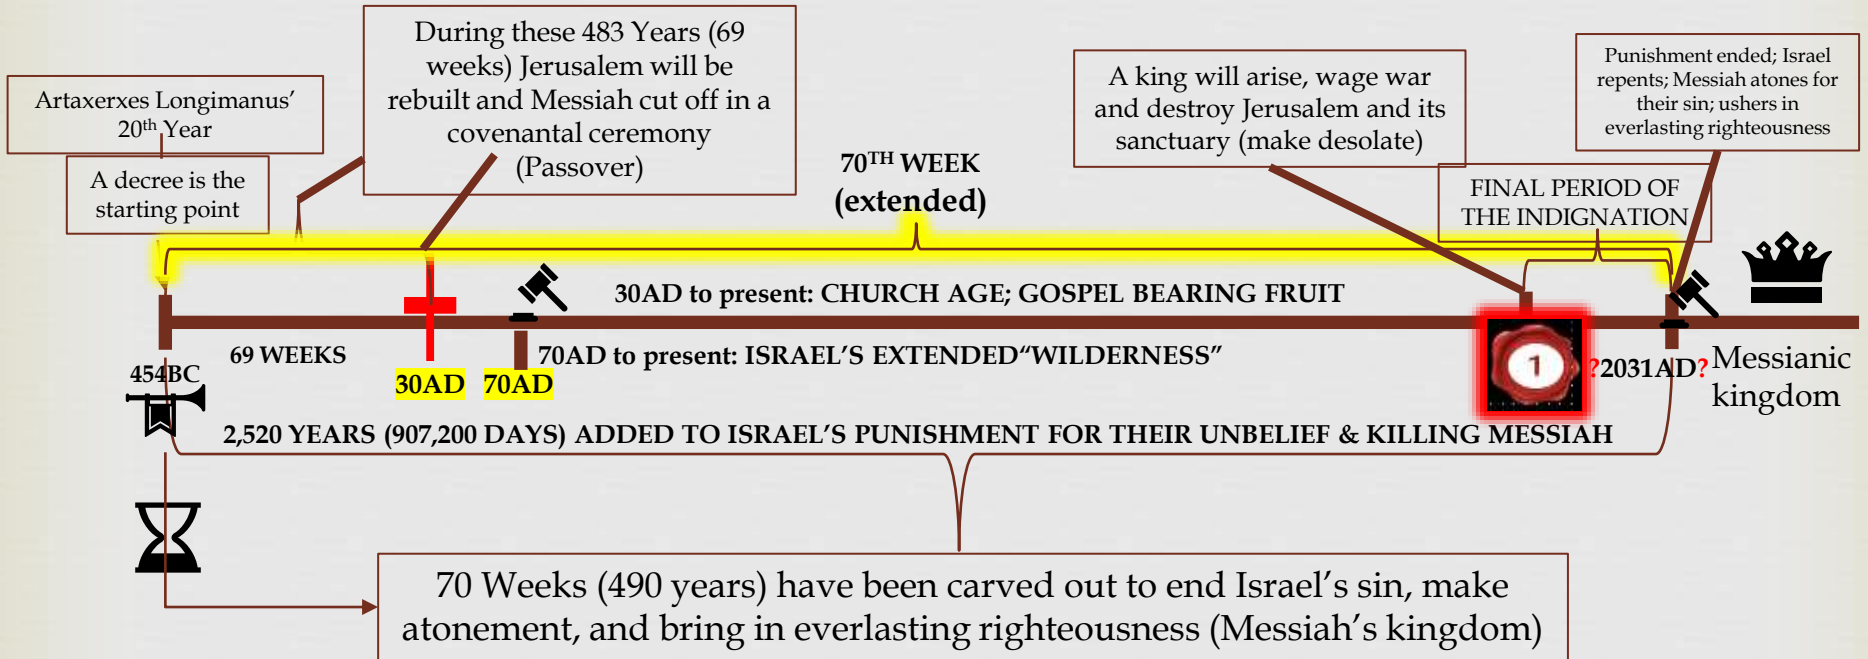 Artaxerxes Longimanus’
20th Year
A decree is the
starting point
During these 483 Years (69
weeks) Jerusalem will be
rebuilt and Messiah cut off in a
covenantal ceremony
(Passover)
70TH WEEK
(extended)
A king will arise, wage war
and destroy Jerusalem and its
sanctuary (make desolate)
Punishment ended; Israel
repents; Messiah atones for
their sin; ushers in
everlasting righteousness
FINAL PERIOD OF
THE INDIGNATION
30AD to present: CHURCH AGE; GOSPEL BEARING FRUIT
69 WEEKS
70AD to present: ISRAEL’S EXTENDED“WILDERNESS”
454BC
30AD
70AD
1
?2031AD?
Messianic
kingdom
2,520 YEARS (907,200 DAYS) ADDED TO ISRAEL’S PUNISHMENT FOR THEIR UNBELIEF & KILLING MESSIAH
70 Weeks (490 years) have been carved out to end Israel’s sin, make
atonement, and bring in everlasting righteousness (Messiah’s kingdom)